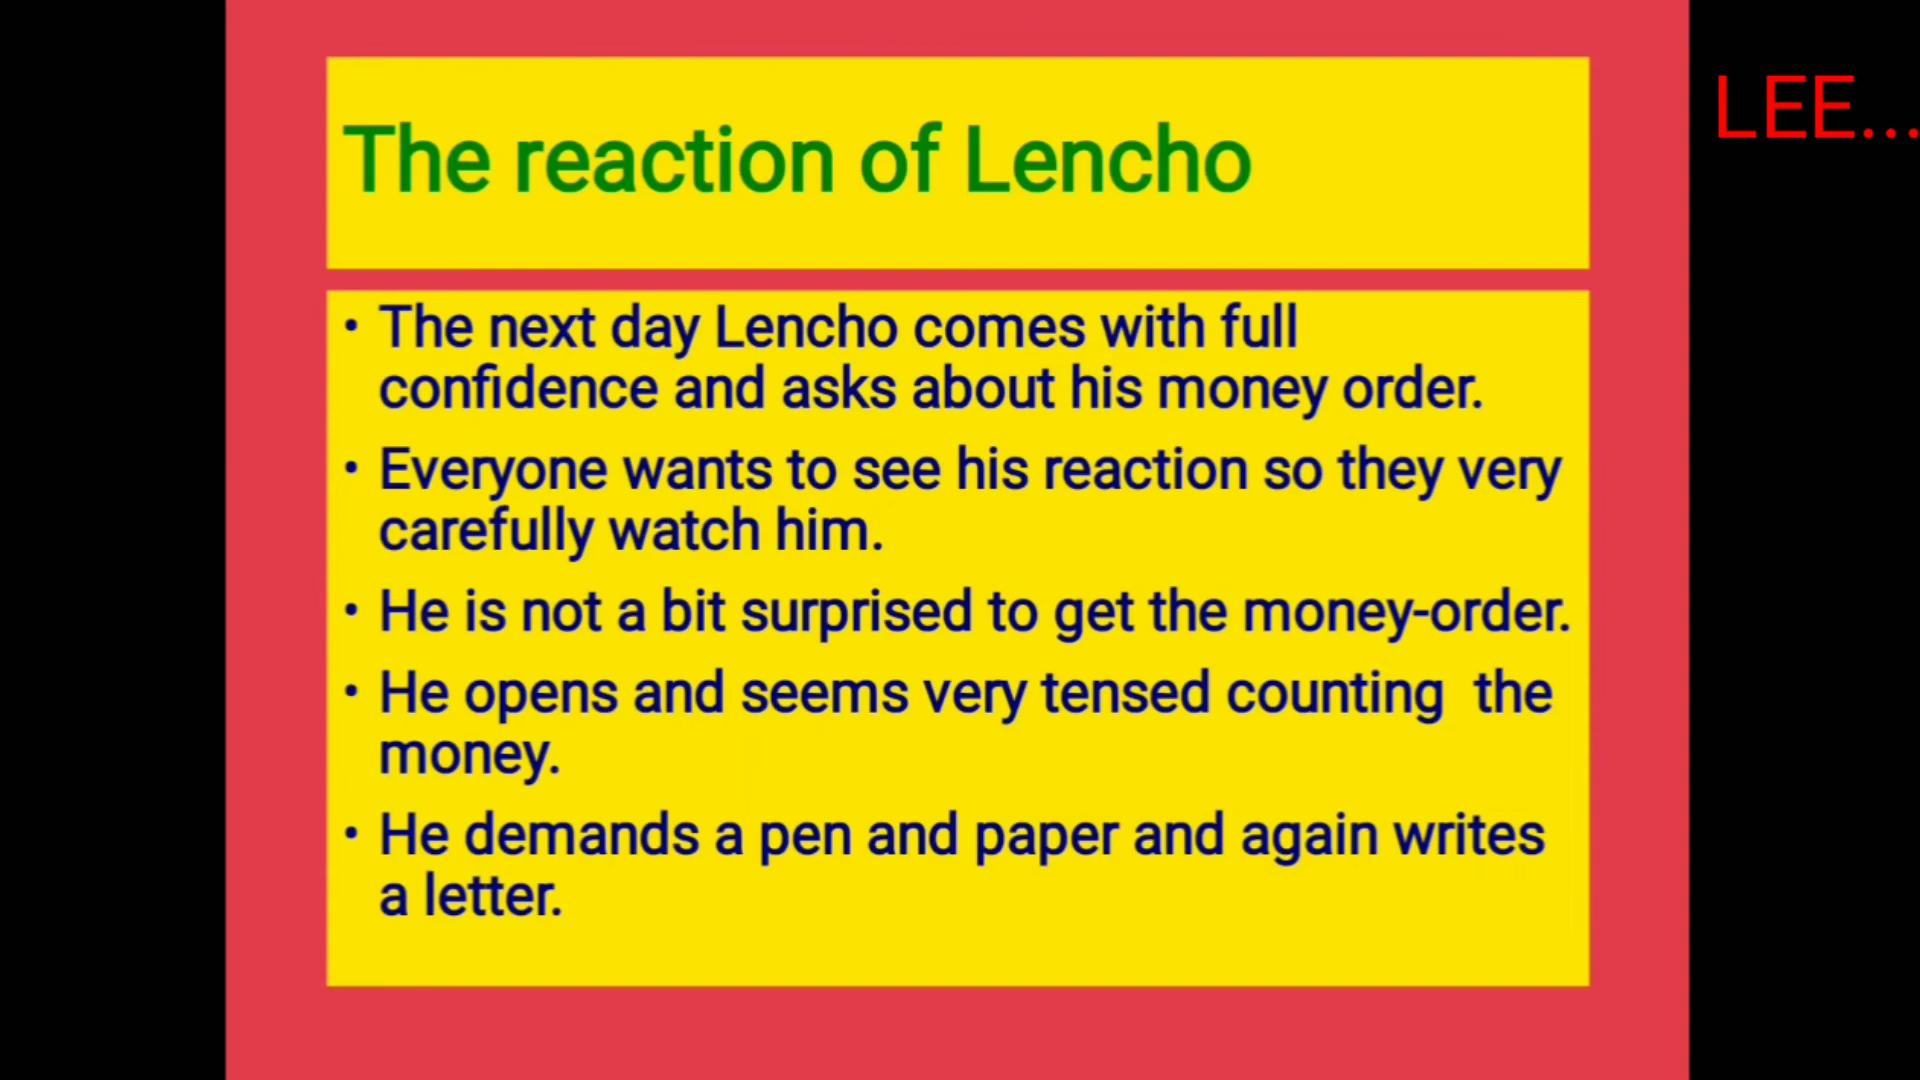 The reaction of Lencho
LEE...
• The next day Lencho comes with full
confidence and asks about his money order.
• Everyone wants to see his reaction so they very
carefully watch him.
• He is not a bit surprised to get the money-order.
• He opens and seems very tensed counting  the
money.
• He demands a pen and paper and again writes
a letter.